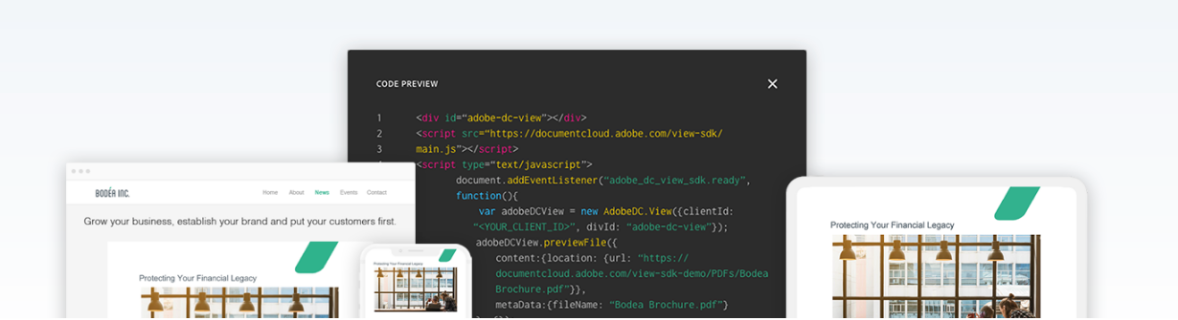 CODE PREVIEW
1 <div id="adobe-dc-view"></div>
2 <script src="https://documentcloud.adobe.com/view-sdk/
3 main.js"></script>
<script type="text/javascript">
document.addEventListener("adobe_dc_view_sdk.ready",
function(){
var adobeDCView = new AdobeDC.View({clientId:
"<YOUR_CLIENT_ID>", divId: "adobe-dc-view"});
adobeDCView.previewFile({
content:{location: {url: "https://
documentcloud.adobe.com/view-sdk-demo/PDFs/Bodea
Brochure.pdf"}},
metaData:{fileName: "Bodea Brochure.pdf"}
BODÉA INC.
Home About News Events Contact
Grow your business, establish your brand and put your customers first.
Protecting Your Financial Legacy
Protecting Your Financial Legacy
Protecting Your Financial Legacy